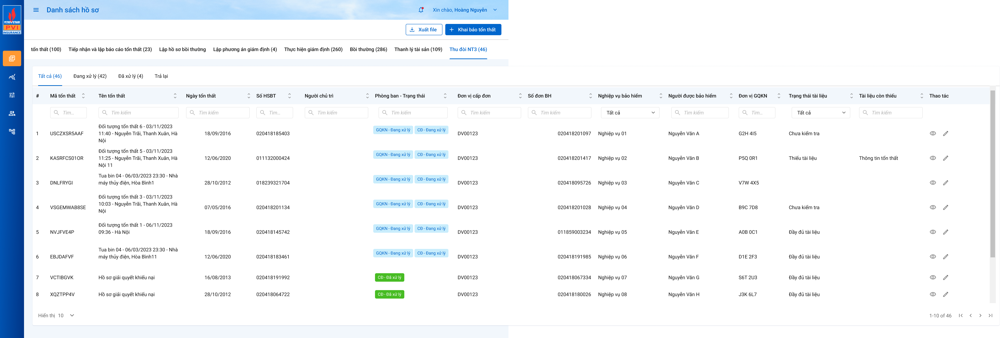 PETROVIETNAM
PVI
INSURANCE
Danh sách hồ sơ
Xin chào, Hoàng Nguyễn
Xuất file
Khai báo tổn thất
tổn thất (100) Tiếp nhận và lập báo cáo tổn thất (23) Lập hồ sơ bồi thường Lập phương án giám định (4) Thực hiện giám định (260) Bồi thường (286) Thanh lý tài sản (109) Thu đòi NT3 (46)
Tất cả (46) Đang xử lý (42) Đã xử lý (4) Trả lại
# Mã tổn thất Tên tổn thất Ngày tổn thất Số HSBT Người chủ trì Phòng ban - Trạng thái Đơn vị cấp đơn Số đơn BH Nghiệp vụ bảo hiểm Người được bảo hiểm Đơn vị GQKN Trạng thái tài liệu Tài liệu còn thiếu Thao tác
Tìm... Tìm kiếm Tìm kiếm Tìm... Tìm kiếm Tìm kiếm Tìm kiếm Tìm kiếm Tất cả Tìm kiếm Tìm... Tất cả Tìm kiếm
1 USCZXSR5AAF Đối tượng tổn thất 6 - 03/11/2023
11:40 - Nguyễn Trãi, Thanh Xuân, Hà
Nội
18/09/2016 020418185403 GQKN - Đang xử lý CĐ - Đang xử lý DV00123 020418201097 Nghiệp vụ 01 Nguyễn Văn A G2H 4I5 Chưa kiểm tra
2 KASRFCS01OR Đối tượng tổn thất 5 - 03/11/2023
11:25 - Nguyễn Trãi, Thanh Xuân, Hà
Nội 11
12/06/2020 011132000424 GQKN - Đang xử lý CĐ - Đang xử lý DV00123 020418201417 Nghiệp vụ 02 Nguyễn Văn B P5Q 0R1 Thiếu tài liệu Thông tin tổn thất
3 DNLFRYGI Tua bin 04 - 06/03/2023 23:30 - Nhà
máy thủy điện, Hòa Bình1
28/10/2012 018239321704 GQKN - Đang xử lý CĐ - Đang xử lý DV00123 020418095726 Nghiệp vụ 03 Nguyễn Văn C V7W 4X5
4 VSGEMWAB8SE Đối tượng tổn thất 3 - 03/11/2023
10:03 - Nguyễn Trãi, Thanh Xuân, Hà
Nội
07/05/2016 020418201134 GQKN - Đang xử lý CĐ - Đang xử lý DV00123 020418201028 Nghiệp vụ 04 Nguyễn Văn D B9C 7D8 Chưa kiểm tra
5 NVJFVE4P Đối tượng tổn thất 1 - 06/11/2023
09:36 - Hà Nội
18/09/2016 020418145742 GQKN - Đang xử lý CĐ - Đang xử lý DV00123 011859003234 Nghiệp vụ 05 Nguyễn Văn E A0B 0C1 Đầy đủ tài liệu
6 EBJDAFVF Tua bin 04 - 06/03/2023 23:30 - Nhà
máy thủy điện, Hòa Bình11
12/06/2020 020418183461 GQKN - Đang xử lý CĐ - Đang xử lý DV00123 020418191985 Nghiệp vụ 06 Nguyễn Văn F D1E 2F3 Đầy đủ tài liệu
7 VCTIBGVK Hồ sơ giải quyết khiếu nại 16/08/2013 020418191992 CĐ - Đã xử lý DV00123 020418067334 Nghiệp vụ 07 Nguyễn Văn G S6T 2U3 Đầy đủ tài liệu
8 XQZTPP4V Hồ sơ giải quyết khiếu nại 28/10/2012 020418064722 CĐ - Đã xử lý DV00123 020418180026 Nghiệp vụ 08 Nguyễn Văn H J3K 6L7 Đầy đủ tài liệu
Hiển thị 10
1-10 of 46